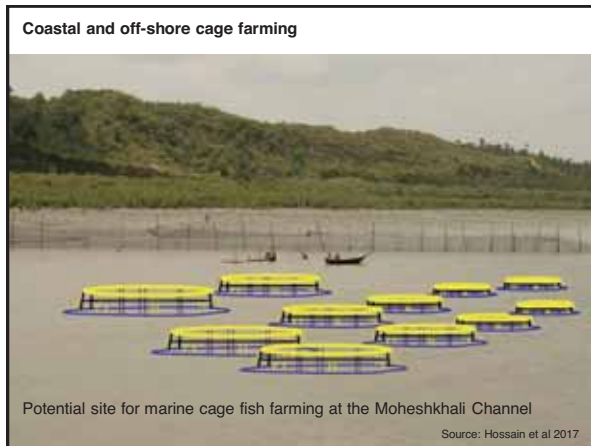 Coastal and off-shore cage farming
Potential site for marine cage fish farming at the Moheshkhali Channel
Source: Hossain et al 2017